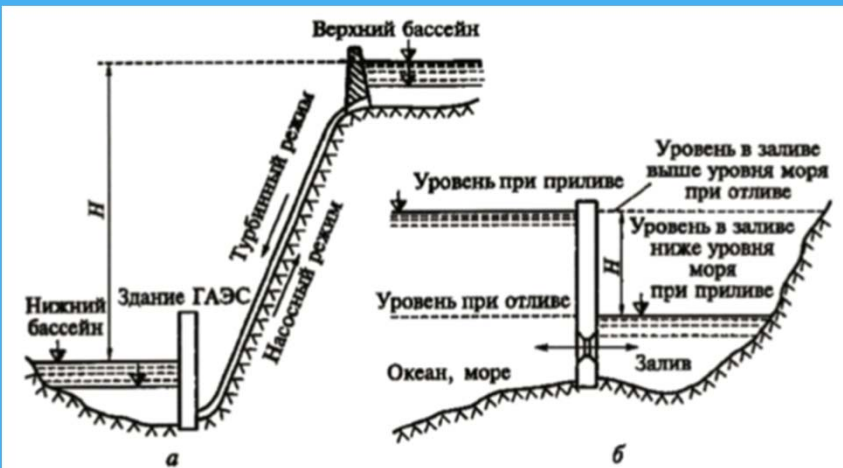 Верхний бассейн
H
Турбинный режим
Насосный режим
Здание ГАЭС
Нижний
бассейн
а
Уровень в заливе
выше уровня моря
при отливе
Уровень при приливе
Уровень в заливе
ниже уровня
моря
при приливе
H
Уровень при отливе
Океан, море
Залив
б